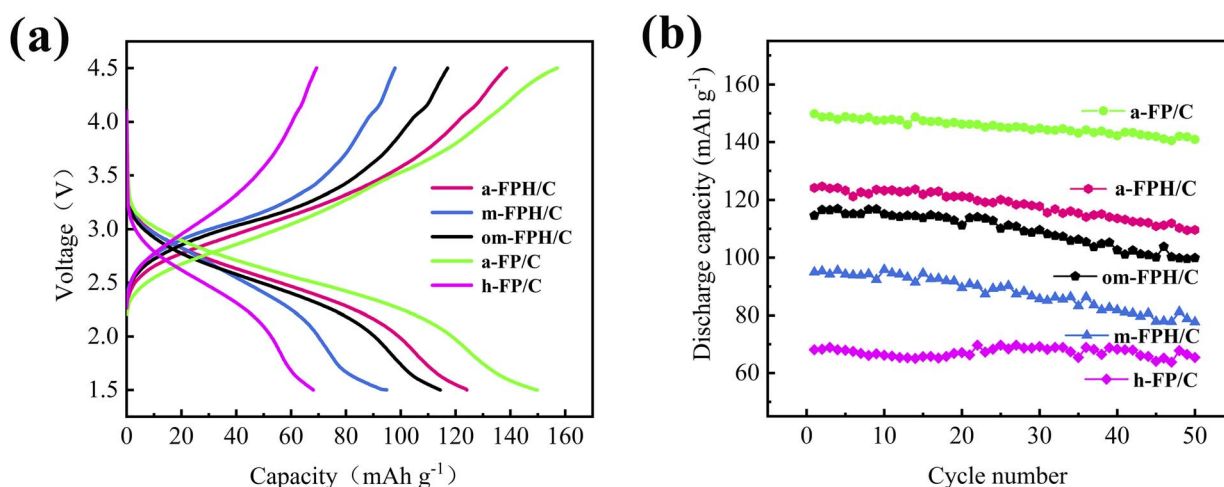 (a)
4.5
4.0
3.5
3.0
2.5
2.0
1.5
Voltage（V）
a-FPH/C
m-FPH/C
om-FPH/C
a-FP/C
h-FP/C
0 20 40 60 80 100 120 140 160
Capacity（mAh g⁻¹）
(b)
160
140
120
100
80
60
Discharge capacity (mAh g⁻¹)
a-FP/C
a-FPH/C
om-FPH/C
m-FPH/C
h-FP/C
0 10 20 30 40 50
Cycle number